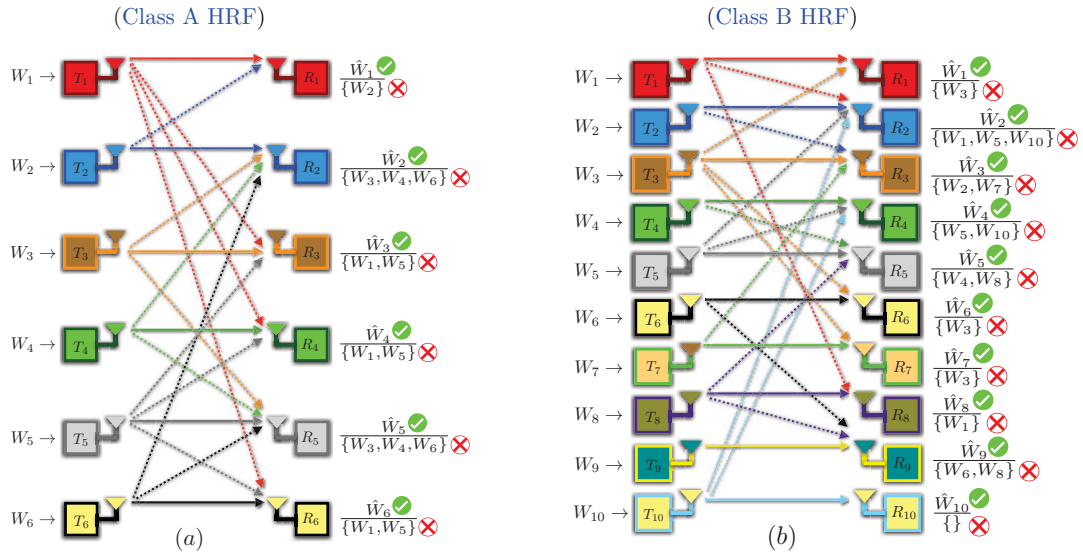 (Class A HRF)
W₁ → T₁ R₁ Ŵ₁ {W₂}
W₂ → T₂ R₂ Ŵ₂ {W₃,W₄,W₆}
W₃ → T₃ R₃ Ŵ₃ {W₁,W₅}
W₄ → T₄ R₄ Ŵ₄ {W₁,W₅}
W₅ → T₅ R₅ Ŵ₅ {W₃,W₄,W₆}
W₆ → T₆ R₆ Ŵ₆ {W₁,W₅}
(a)
(Class B HRF)
W₁ → T₁ R₁ Ŵ₁ {W₃}
W₂ → T₂ R₂ Ŵ₂ {W₁,W₅,W₁₀}
W₃ → T₃ R₃ Ŵ₃ {W₂,W₇}
W₄ → T₄ R₄ Ŵ₄ {W₅,W₁₀}
W₅ → T₅ R₅ Ŵ₅ {W₄,W₈}
W₆ → T₆ R₆ Ŵ₆ {W₃}
W₇ → T₇ R₇ Ŵ₇ {W₃}
W₈ → T₈ R₈ Ŵ₈ {W₁}
W₉ → T₉ R₉ Ŵ₉ {W₆,W₈}
W₁₀ → T₁₀ R₁₀ Ŵ₁₀ {}
(b)